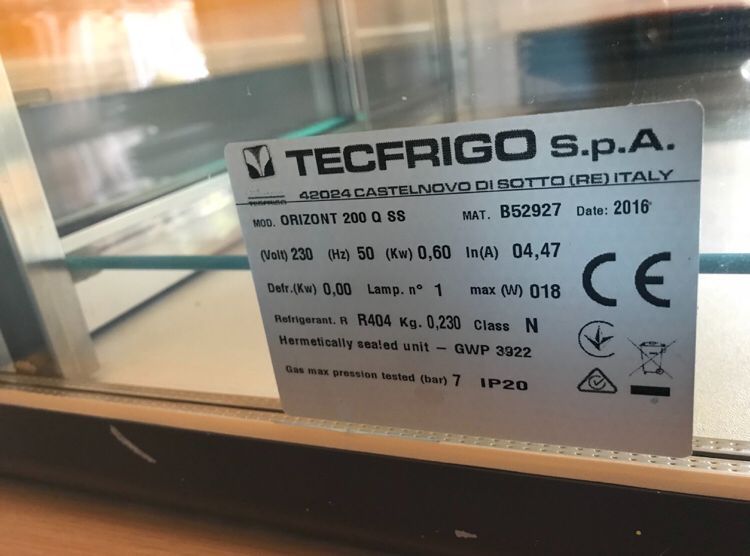 TECFRIGO S.p.A.
TECFRIGO
42024 CASTELNOVO DI SOTTO (RE) ITALY
MOD. ORIZONT 200 Q SS MAT. B52927 Date: 2016
(Volt) 230 (Hz) 50 (Kw) 0,60 In(A) 04,47
Defr.(Kw) 0,00 Lamp. n° 1 max (W) 018
CE
Refrigerant. R R404 Kg. 0,230 Class N
Hermetically sealed unit – GWP 3922
Gas max pression tested (bar) 7 IP20